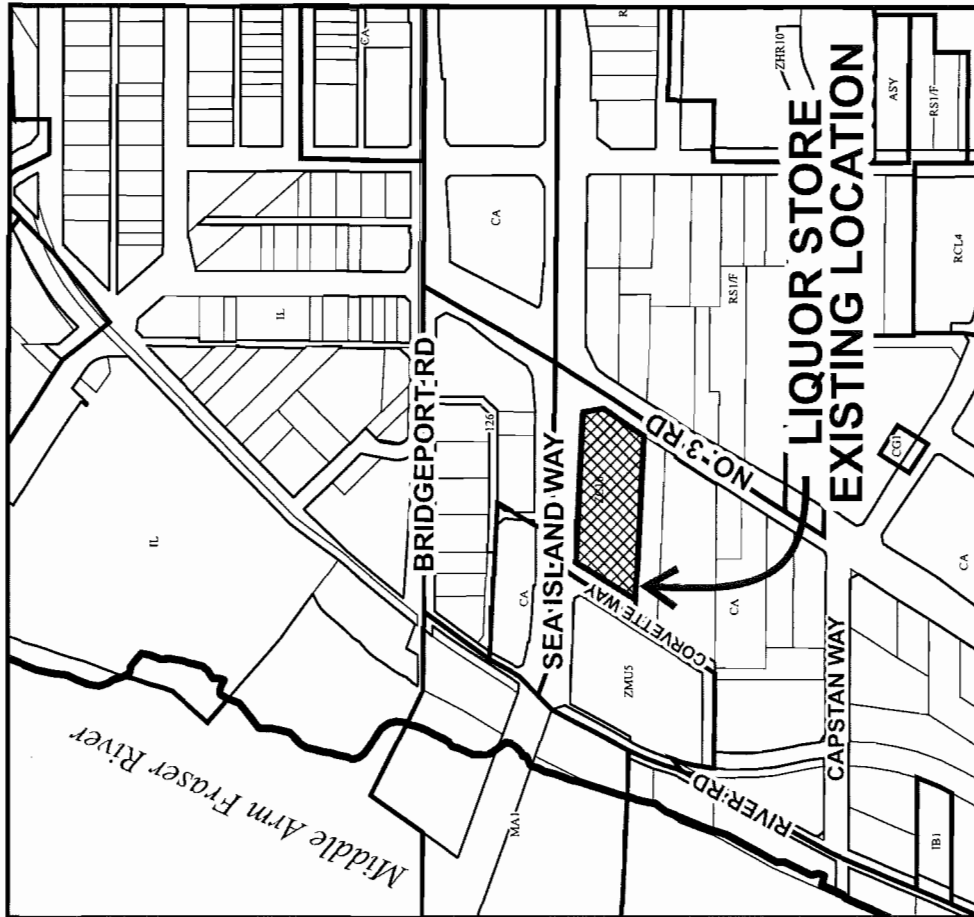 R
CA
ZHR10
ASY
RS1/F
CA
IL
RS1/F
RCL4
LIQUOR STORE
EXISTING LOCATION
BRIDGEPORT RD
126
SEA ISLAND WAY
NO. 3 RD
CG1
IL
CA
CORVETTE WAY
CA
CA
ZMU5
CAPSTAN WAY
Middle Arm Fraser River
MA1
RIVER RD
IB1